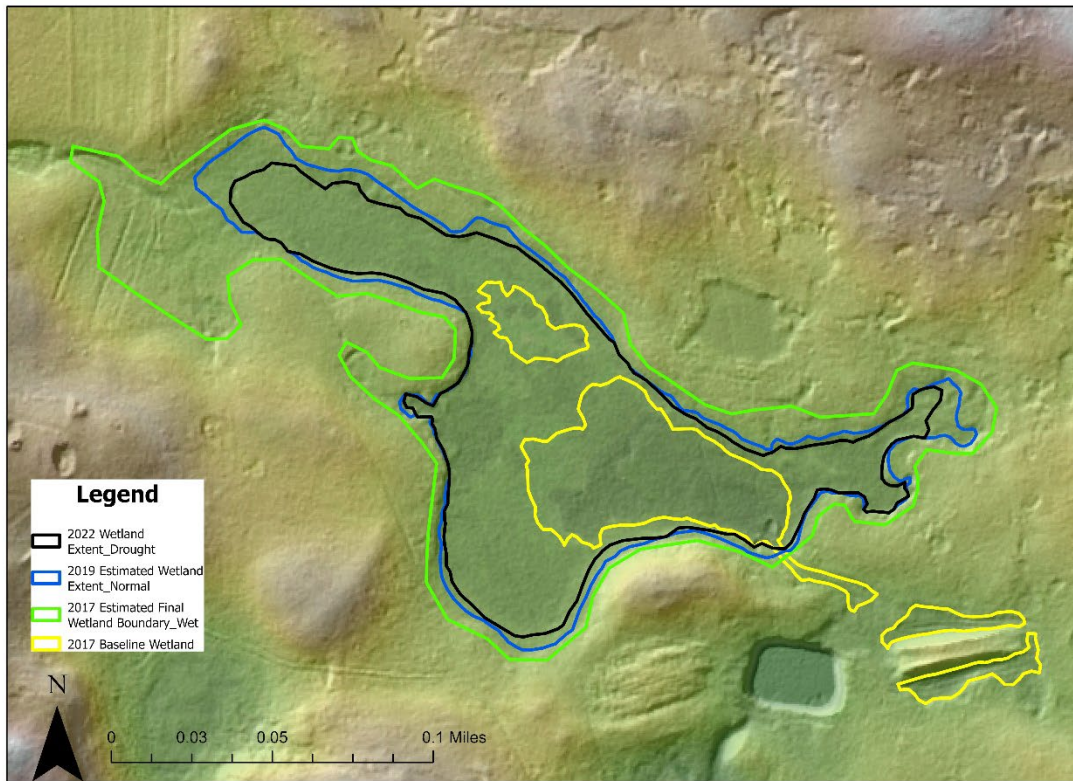 Legend
2022 Wetland
Extent_Drought
2019 Estimated Wetland
Extent_Normal
2017 Estimated Final
Wetland Boundary_Wet
2017 Baseline Wetland
N
0 0.03 0.05 0.1 Miles